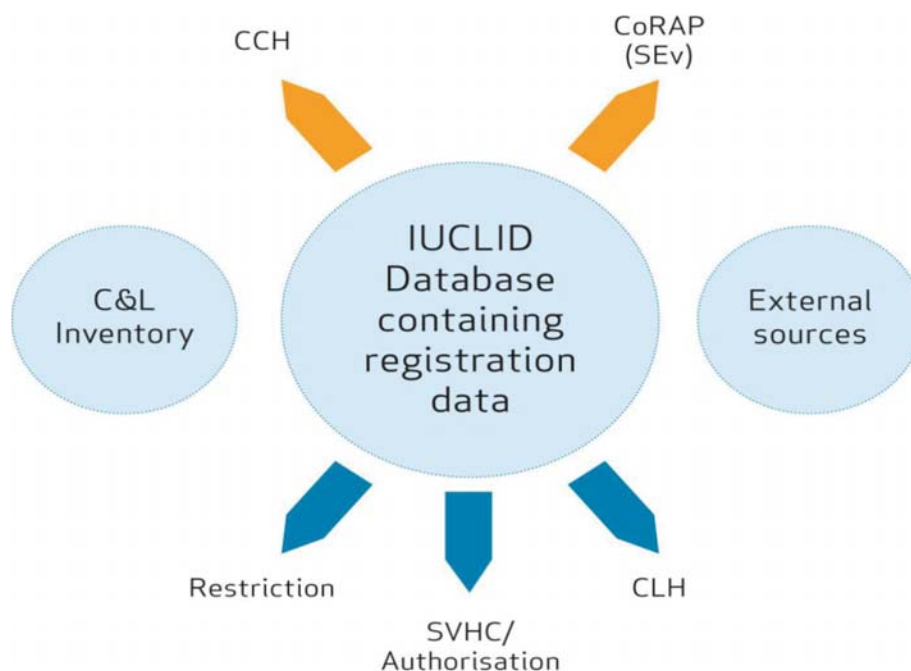 CCH
CoRAP
(SEv)
IUCLID
Database
containing
registration
data
C&L
Inventory
External
sources
Restriction
SVHC/
Authorisation
CLH